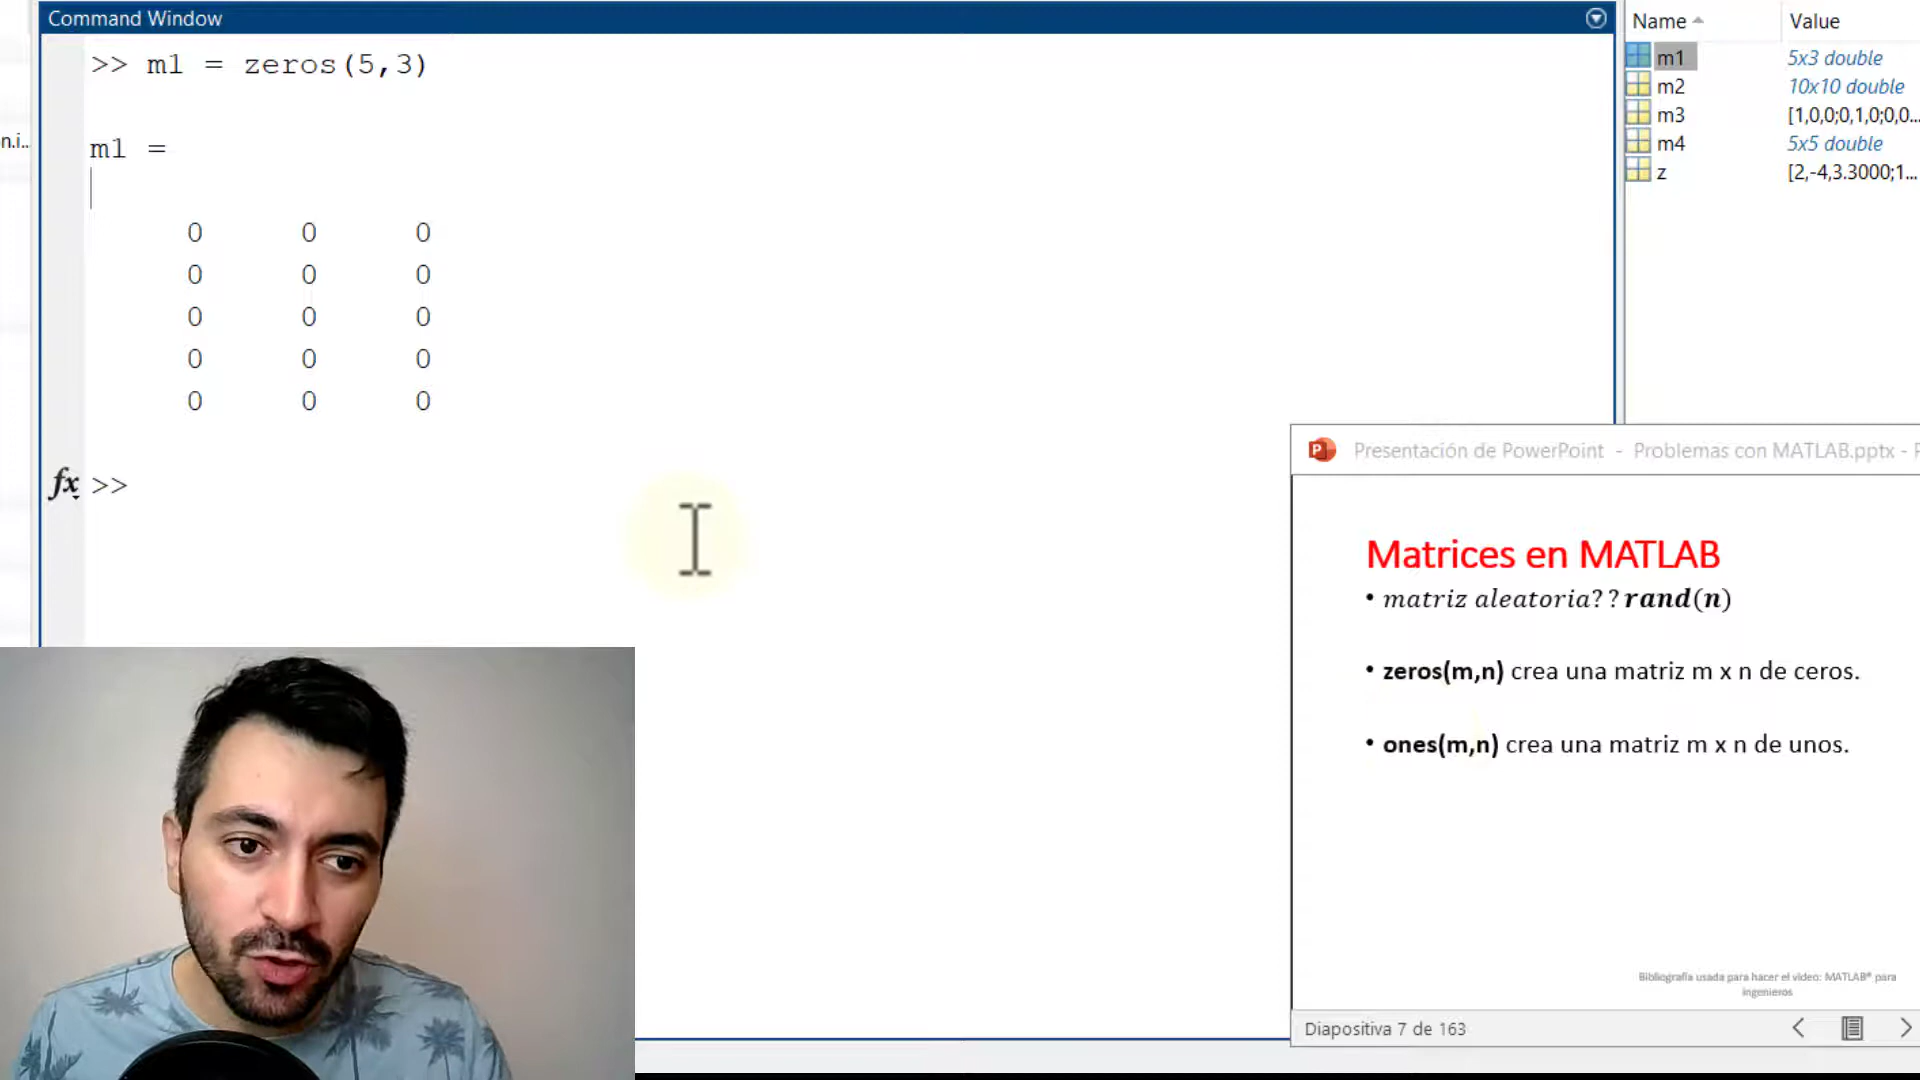 Command Window
>> m1 = zeros(5,3)
m1 =
0 0 0
0 0 0
0 0 0
0 0 0
0 0 0
fx >>
n.i...
Name Value
m1 5x3 double
m2 10x10 double
m3 [1,0,0;0,1,0;0,0...
m4 5x5 double
z [2,-4,3.3000;1...
Presentación de PowerPoint - Problemas con MATLAB.pptx - P
Matrices en MATLAB
• matriz aleatoria??rand(n)
• zeros(m,n) crea una matriz m x n de ceros.
• ones(m,n) crea una matriz m x n de unos.
Bibliografía usada para hacer el video: MATLAB® para
ingenieros
Diapositiva 7 de 163